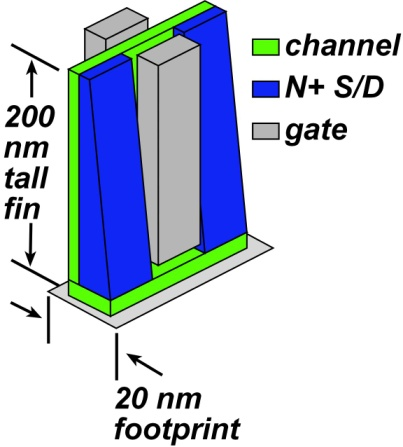 channel
N+ S/D
gate
200
nm
tall
fin
20 nm
footprint